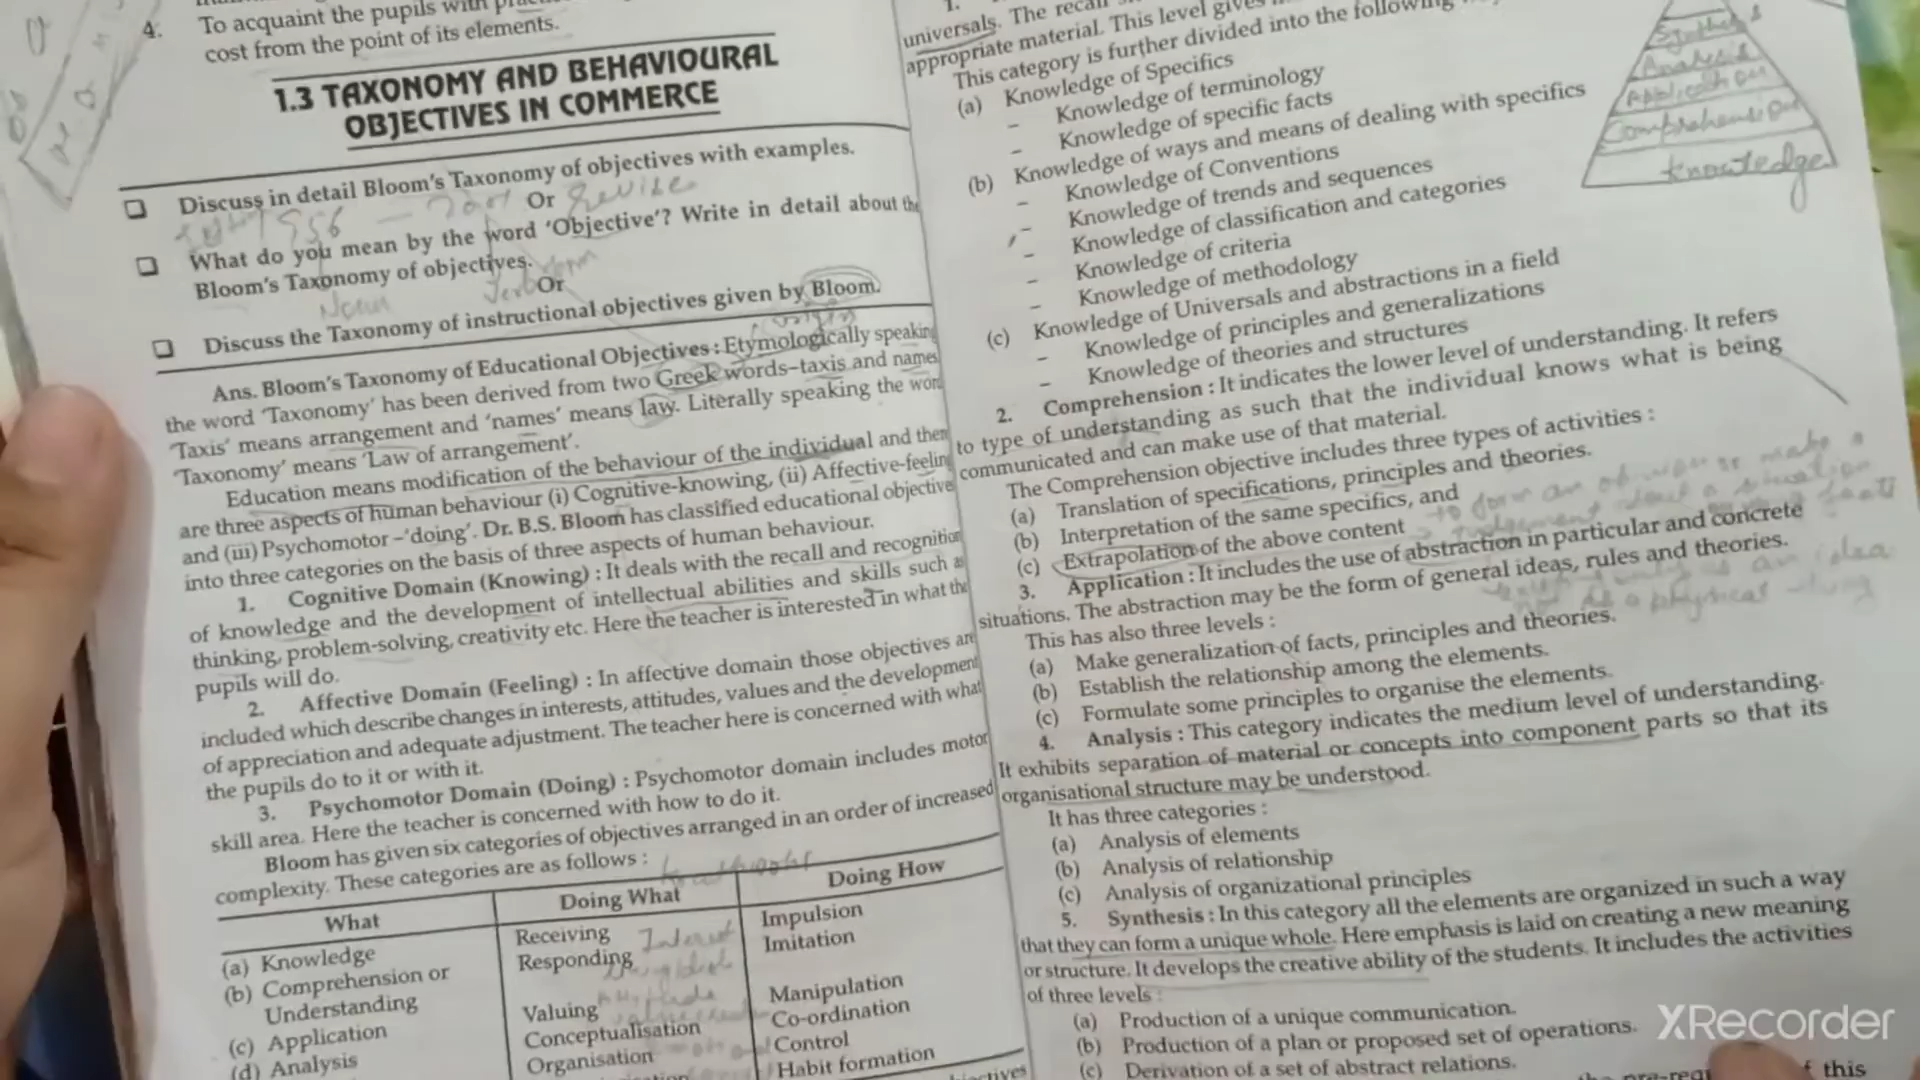 4. To acquaint the pupils with
cost from the point of its elements.
1.3 TAXONOMY AND BEHAVIOURAL
OBJECTIVES IN COMMERCE
❑ Discuss in detail Bloom's Taxonomy of objectives with examples.
Or Revise
❑ What do you mean by the word 'Objective'? Write in detail about the
Bloom's Taxonomy of objectives.
Noun Verb Or
❑ Discuss the Taxonomy of instructional objectives given by Bloom.
origin
Ans. Bloom's Taxonomy of Educational Objectives : Etymologically speaking
the word 'Taxonomy' has been derived from two Greek words–taxis and names
'Taxis' means arrangement and 'names' means law. Literally speaking the word
'Taxonomy' means 'Law of arrangement'.
Education means modification of the behaviour of the individual and then
are three aspects of human behaviour (i) Cognitive-knowing, (ii) Affective-feeling
and (iii) Psychomotor–'doing'. Dr. B.S. Bloom has classified educational objective
into three categories on the basis of three aspects of human behaviour.
1. Cognitive Domain (Knowing) : It deals with the recall and recognition
of knowledge and the development of intellectual abilities and skills such as
thinking, problem-solving, creativity etc. Here the teacher is interested in what the
pupils will do.
2. Affective Domain (Feeling) : In affective domain those objectives are
included which describe changes in interests, attitudes, values and the development
of appreciation and adequate adjustment. The teacher here is concerned with what
the pupils do to it or with it.
3. Psychomotor Domain (Doing) : Psychomotor domain includes motor
skill area. Here the teacher is concerned with how to do it.
Bloom has given six categories of objectives arranged in an order of increased
complexity. These categories are as follows :
What Doing What Doing How
(a) Knowledge Receiving Interest Impulsion
(b) Comprehension or Responding Imitation
Understanding Valuing Manipulation
(c) Application Conceptualisation Co-ordination
(d) Analysis Organisation Control
Habit formation
1.
universals. The recall
appropriate material. This level gives
This category is further divided into the following
(a) Knowledge of Specifics
– Knowledge of terminology
– Knowledge of specific facts
(b) Knowledge of ways and means of dealing with specifics
– Knowledge of Conventions
– Knowledge of trends and sequences
– Knowledge of classification and categories
– Knowledge of criteria
– Knowledge of methodology
(c) Knowledge of Universals and abstractions in a field
– Knowledge of principles and generalizations
– Knowledge of theories and structures
2. Comprehension : It indicates the lower level of understanding. It refers
to type of understanding as such that the individual knows what is being
communicated and can make use of that material.
The Comprehension objective includes three types of activities :
(a) Translation of specifications, principles and theories.
(b) Interpretation of the same specifics, and
(c) Extrapolation of the above content
3. Application : It includes the use of abstraction in particular and concrete
situations. The abstraction may be the form of general ideas, rules and theories.
This has also three levels :
(a) Make generalization of facts, principles and theories.
(b) Establish the relationship among the elements.
(c) Formulate some principles to organise the elements.
4. Analysis : This category indicates the medium level of understanding.
It exhibits separation of material or concepts into component parts so that its
organisational structure may be understood.
It has three categories :
(a) Analysis of elements
(b) Analysis of relationship
(c) Analysis of organizational principles
5. Synthesis : In this category all the elements are organized in such a way
that they can form a unique whole. Here emphasis is laid on creating a new meaning
or structure. It develops the creative ability of the students. It includes the activities
of three levels :
(a) Production of a unique communication.
(b) Production of a plan or proposed set of operations.
(c) Derivation of a set of abstract relations.
this
Synthesis
Analysis
Application
Comprehension
Knowledge
XRecorder